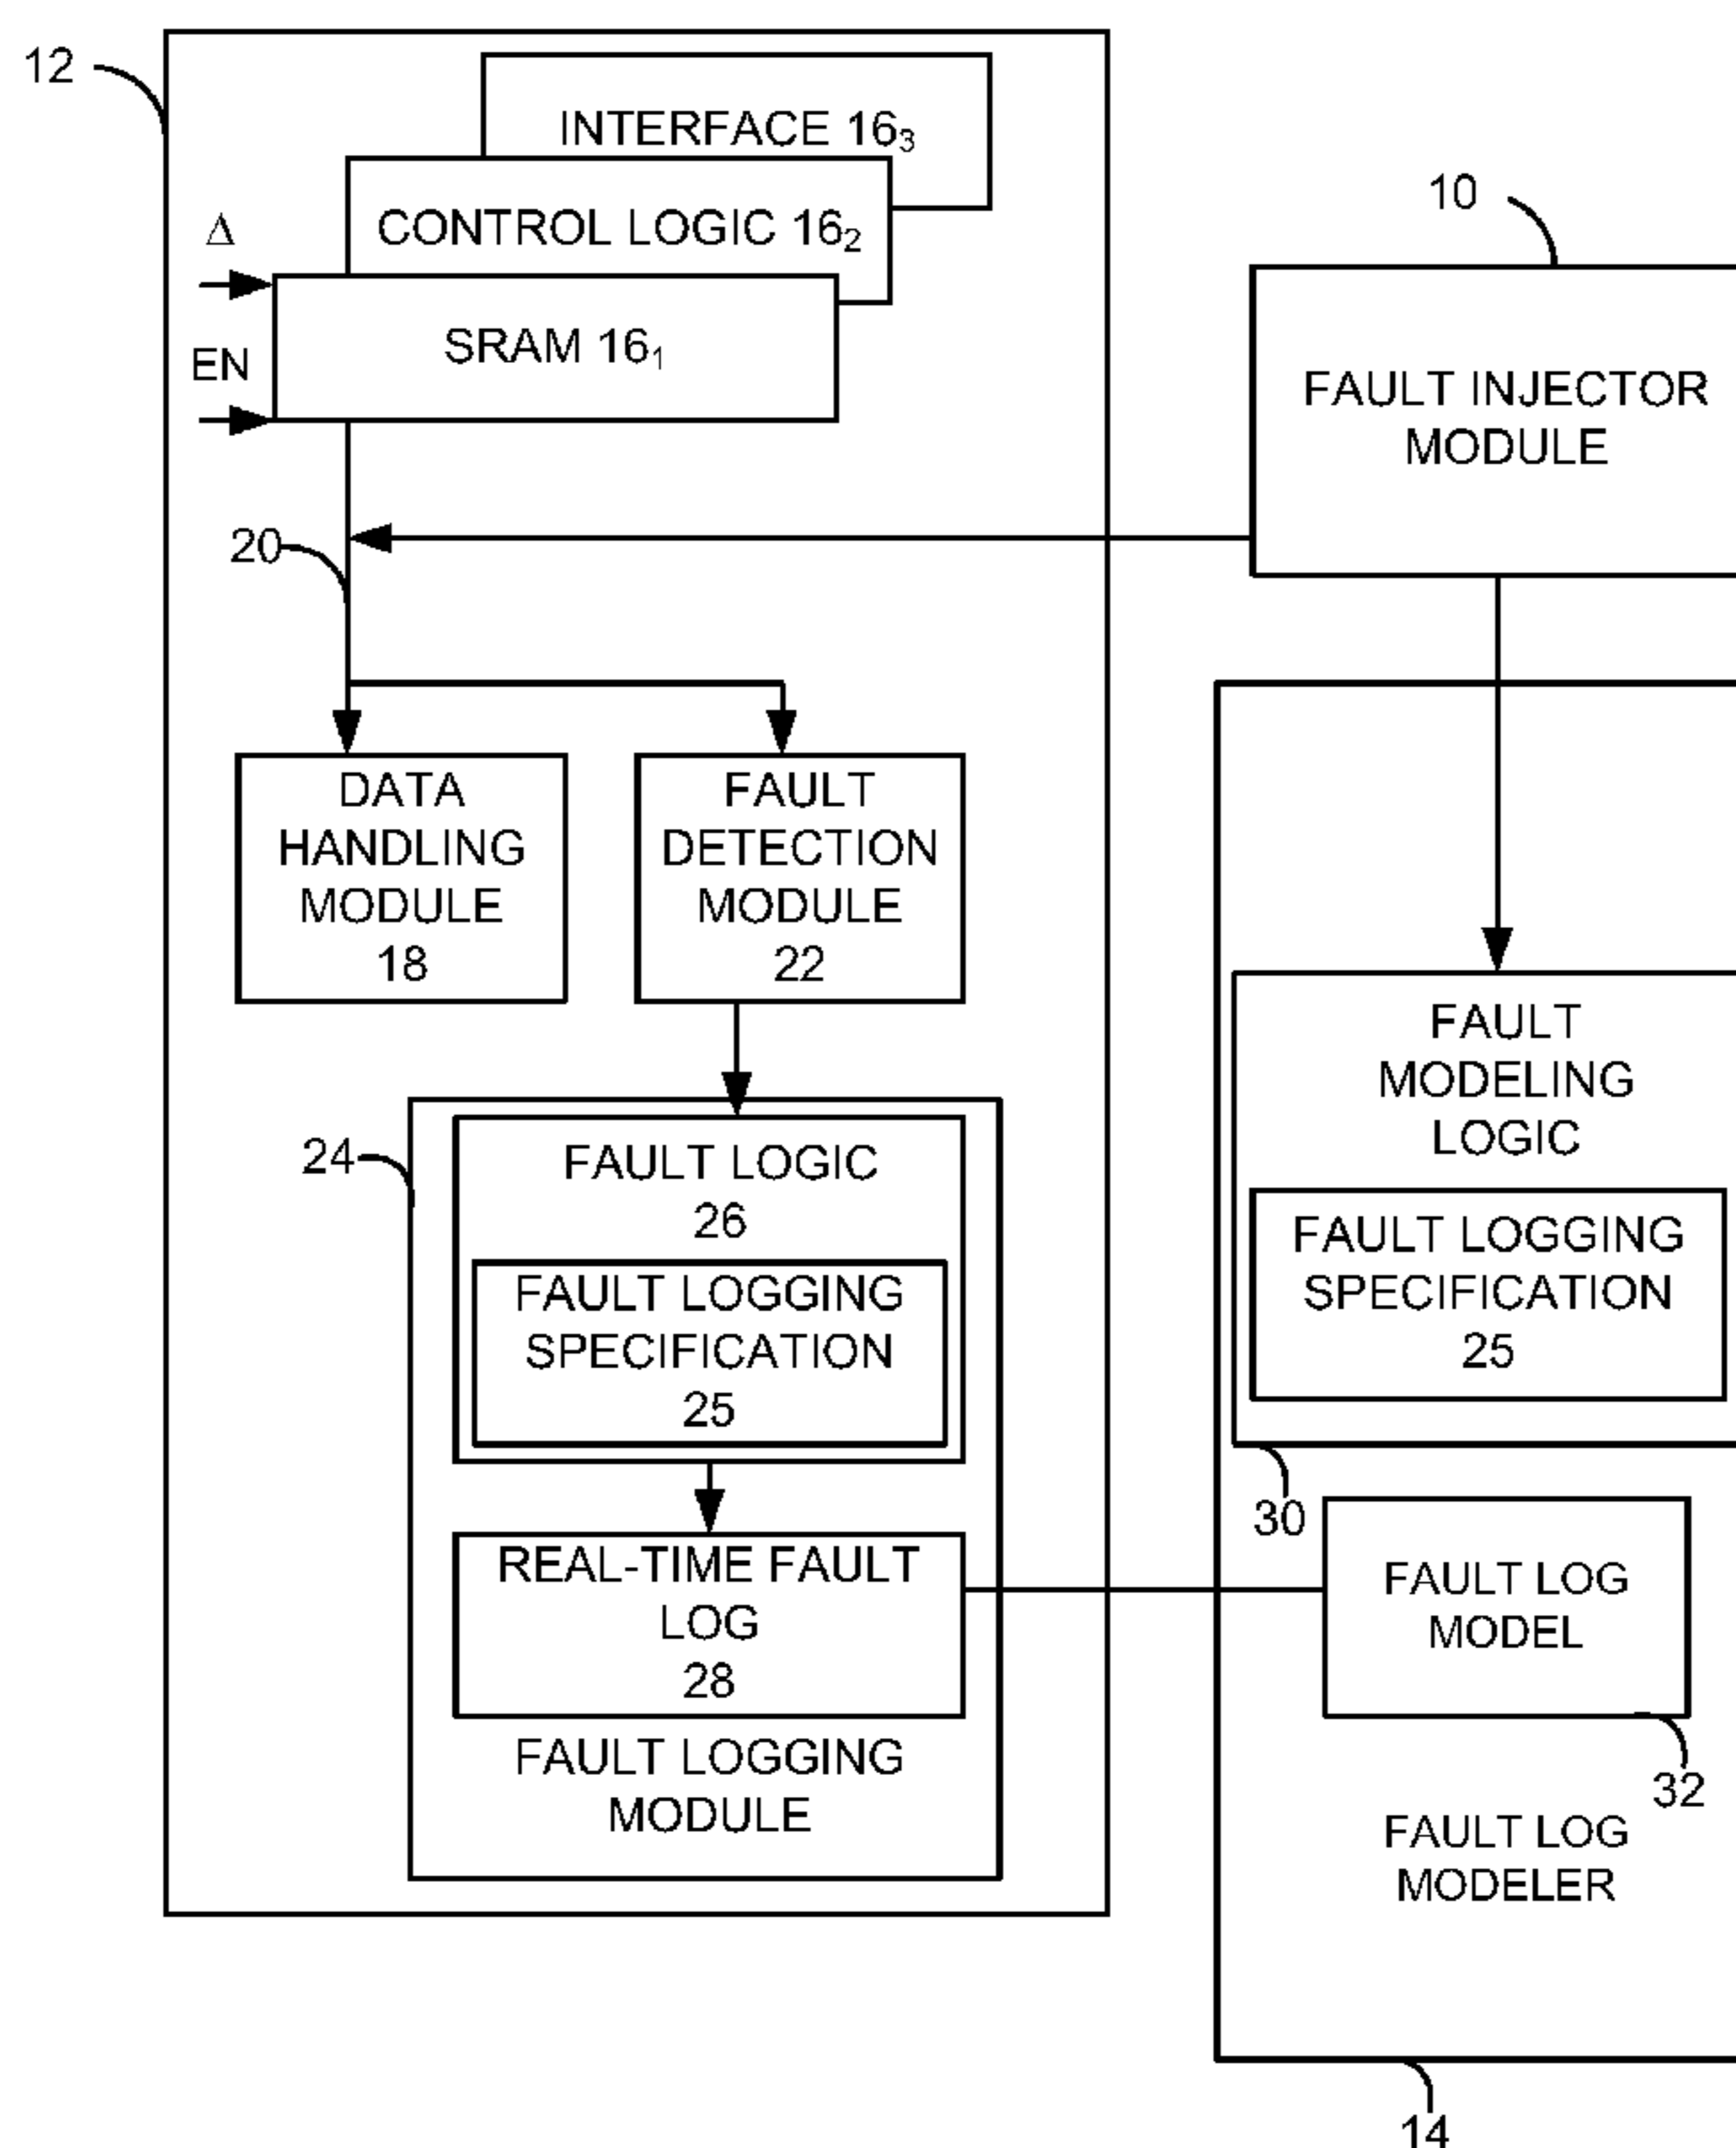 12
INTERFACE 16₃
CONTROL LOGIC 16₂
Δ
SRAM 16₁
EN
10
FAULT INJECTOR
MODULE
20
DATA
HANDLING
MODULE
18
FAULT
DETECTION
MODULE
22
24
FAULT LOGIC
26
FAULT LOGGING
SPECIFICATION
25
REAL-TIME FAULT
LOG
28
FAULT LOGGING
MODULE
FAULT
MODELING
LOGIC
FAULT LOGGING
SPECIFICATION
25
30
FAULT LOG
MODEL
32
FAULT LOG
MODELER
14